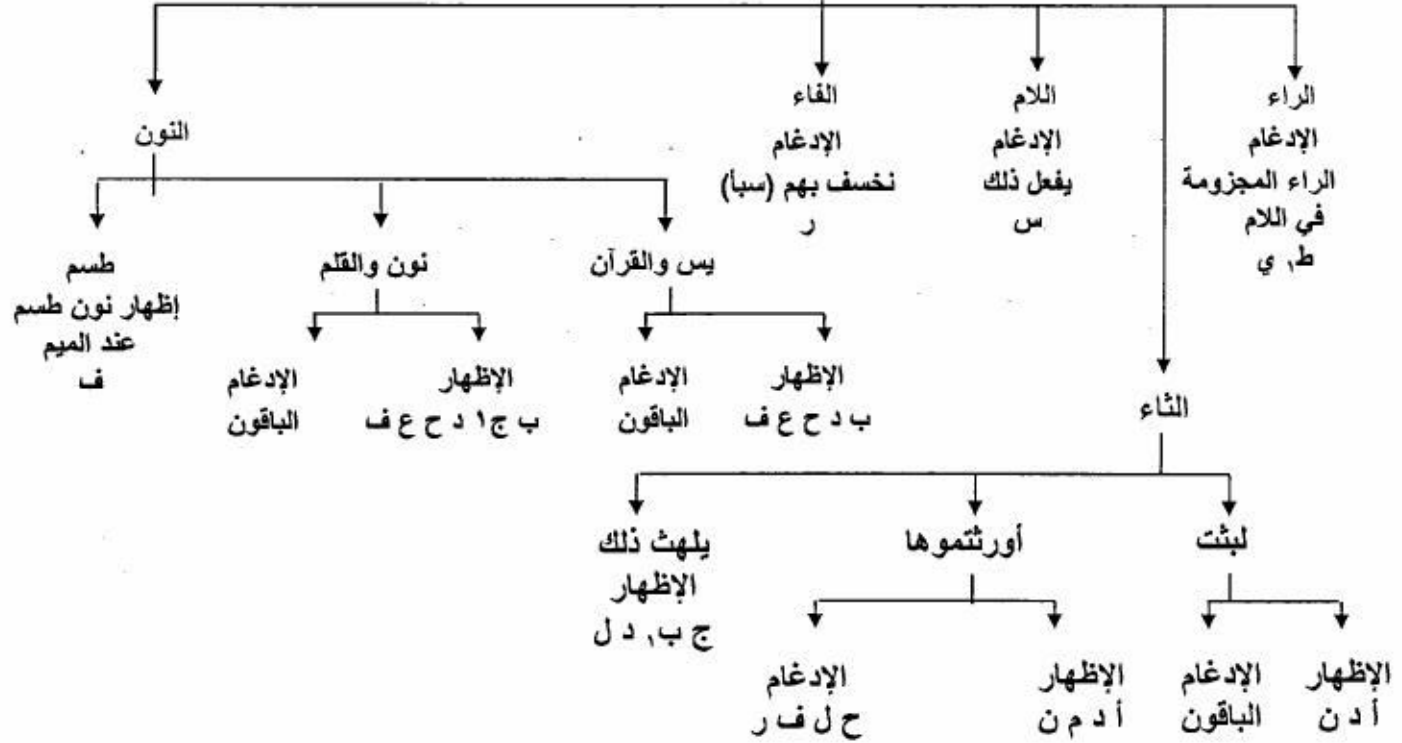 الراء
الإدغام
الراء المجزومة
في اللام
ط١ ي
اللام
الإدغام
يفعل ذلك
س
الفاء
الإدغام
نخسف بهم (سبأ)
ر
النون
يس والقرآن
الإظهار
ب د ح ع ف
الإدغام
الباقون
نون والقلم
الإظهار
ب ج١ د ح ع ف
الإدغام
الباقون
طسم
إظهار نون طسم
عند الميم
ف
الثاء
لبثت
الإظهار
أ د ن
الإدغام
الباقون
أورثتموها
الإظهار
أ د م ن
الإدغام
ح ل ف ر
يلهث ذلك
الإظهار
ج ب١ د ل